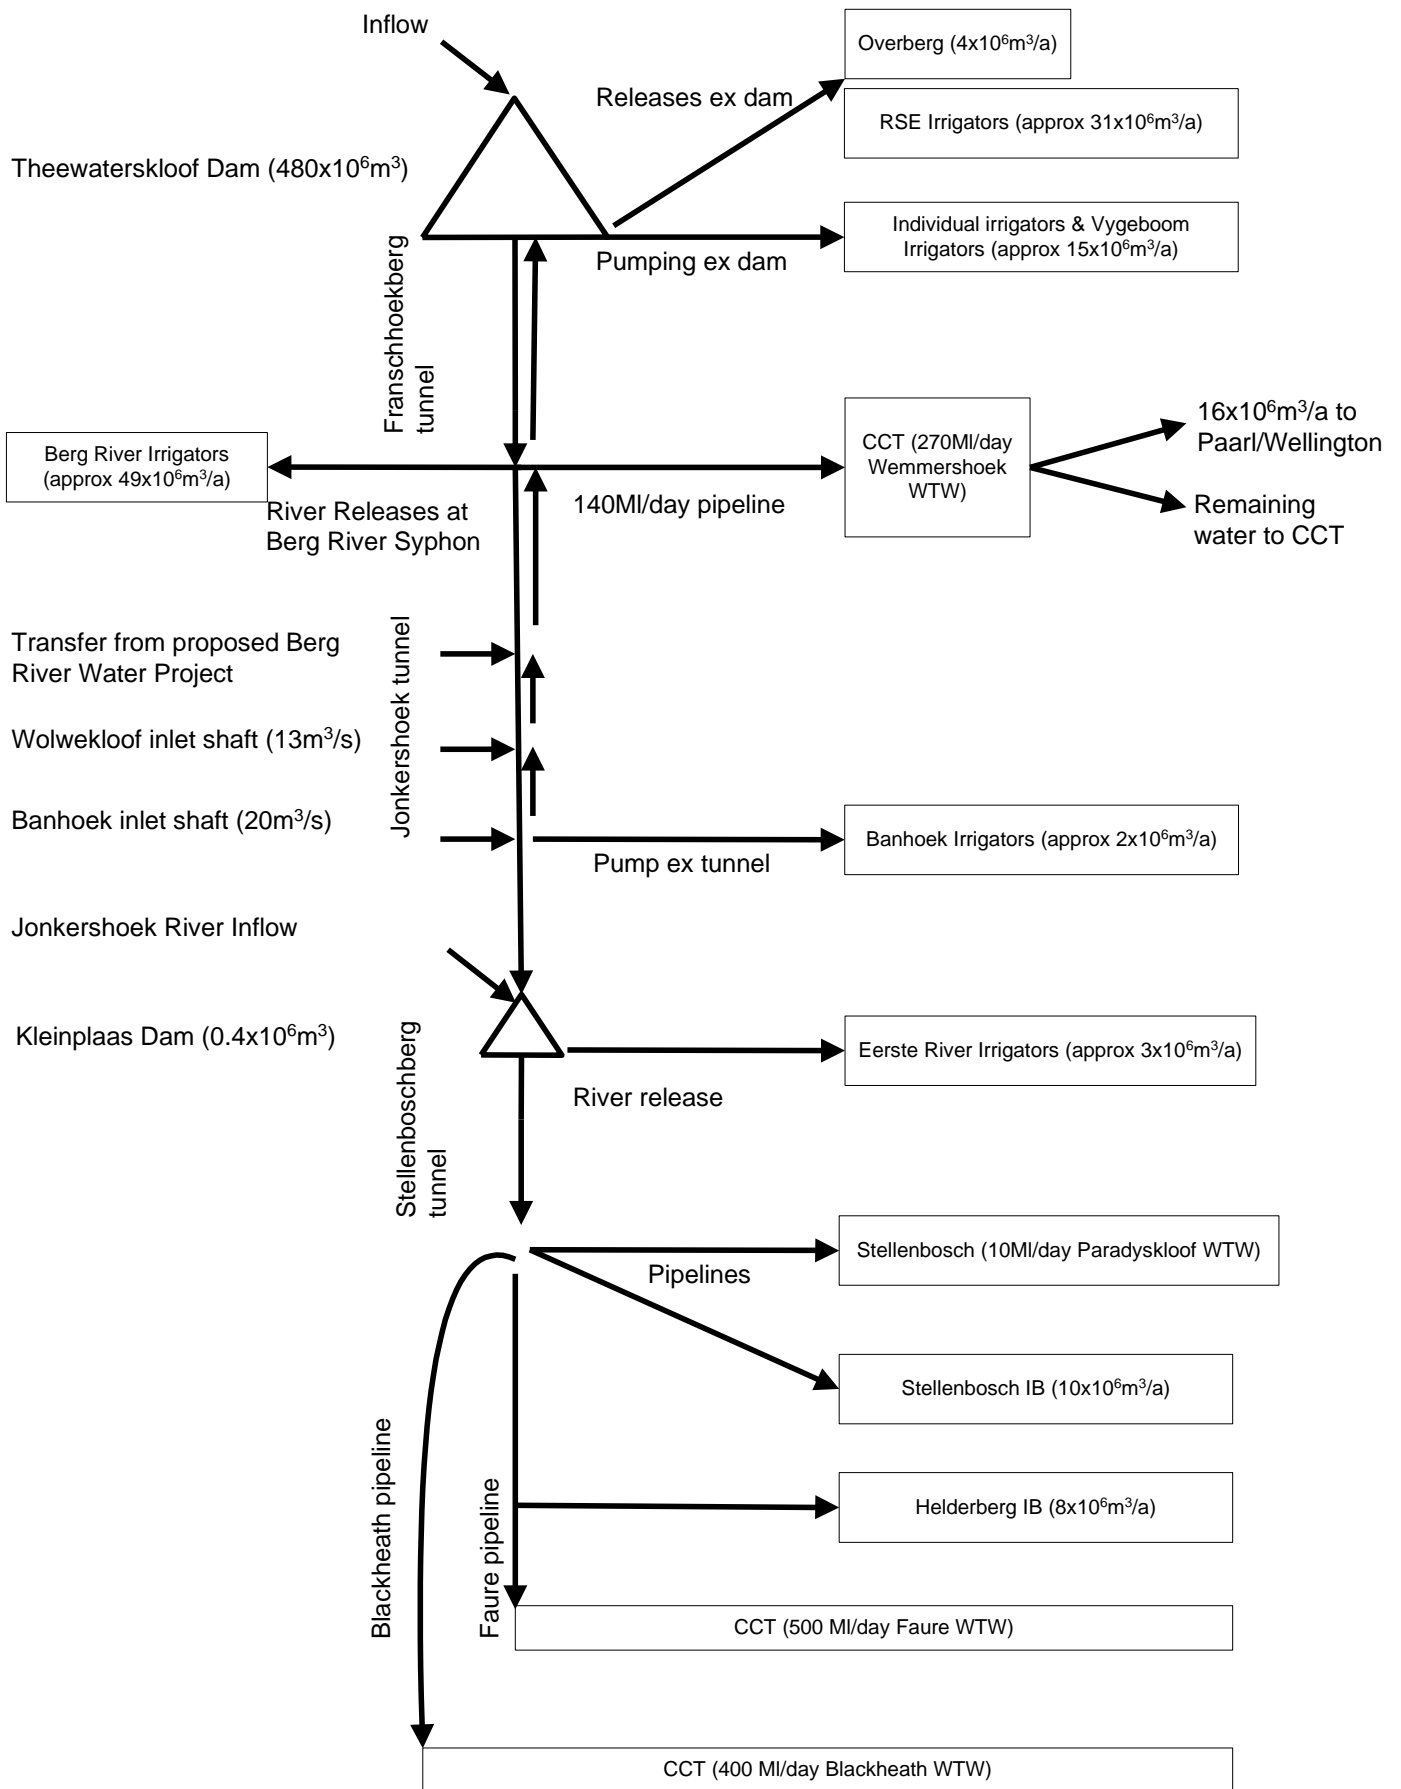 Inflow
Overberg (4x10⁶m³/a)
Releases ex dam
RSE Irrigators (approx 31x10⁶m³/a)
Theewaterskloof Dam (480x10⁶m³)
Individual irrigators & Vygeboom
Irrigators (approx 15x10⁶m³/a)
Pumping ex dam
Franschhoekberg
tunnel
Berg River Irrigators
(approx 49x10⁶m³/a)
River Releases at
Berg River Syphon
140Ml/day pipeline
CCT (270Ml/day
Wemmershoek
WTW)
16x10⁶m³/a to
Paarl/Wellington
Remaining
water to CCT
Transfer from proposed Berg
River Water Project
Jonkershoek tunnel
Wolwekloof inlet shaft (13m³/s)
Banhoek inlet shaft (20m³/s)
Banhoek Irrigators (approx 2x10⁶m³/a)
Pump ex tunnel
Jonkershoek River Inflow
Kleinplaas Dam (0.4x10⁶m³)
Eerste River Irrigators (approx 3x10⁶m³/a)
River release
Stellenboschberg
tunnel
Stellenbosch (10Ml/day Paradyskloof WTW)
Pipelines
Stellenbosch IB (10x10⁶m³/a)
Blackheath pipeline
Faure pipeline
Helderberg IB (8x10⁶m³/a)
CCT (500 Ml/day Faure WTW)
CCT (400 Ml/day Blackheath WTW)